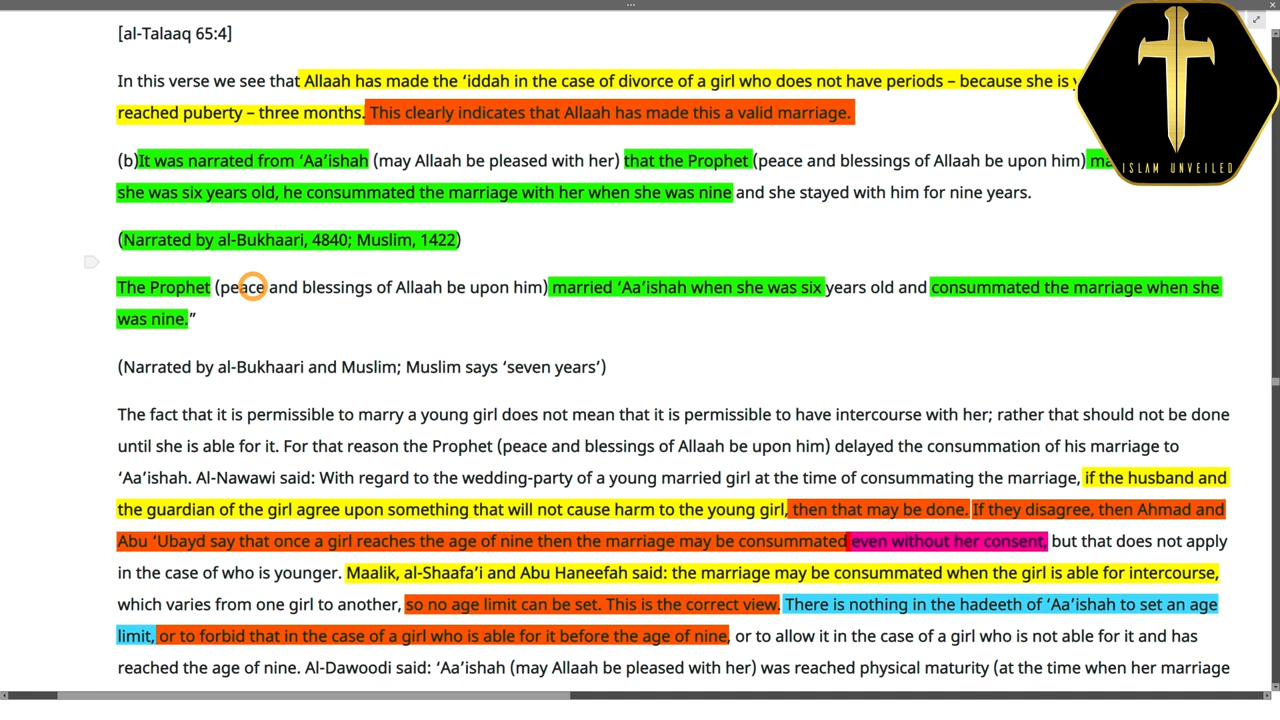 [al-Talaaq 65:4]
In this verse we see that Allaah has made the ‘iddah in the case of divorce of a girl who does not have periods – because she is
reached puberty – three months. This clearly indicates that Allaah has made this a valid marriage.
(b)It was narrated from ‘Aa’ishah (may Allaah be pleased with her) that the Prophet (peace and blessings of Allaah be upon him)
she was six years old, he consummated the marriage with her when she was nine and she stayed with him for nine years.
(Narrated by al-Bukhaari, 4840; Muslim, 1422)
The Prophet (peace and blessings of Allaah be upon him) married ‘Aa’ishah when she was six years old and consummated the marriage when she
was nine.”
(Narrated by al-Bukhaari and Muslim; Muslim says ‘seven years’)
The fact that it is permissible to marry a young girl does not mean that it is permissible to have intercourse with her; rather that should not be done
until she is able for it. For that reason the Prophet (peace and blessings of Allaah be upon him) delayed the consummation of his marriage to
‘Aa’ishah. Al-Nawawi said: With regard to the wedding-party of a young married girl at the time of consummating the marriage, if the husband and
the guardian of the girl agree upon something that will not cause harm to the young girl, then that may be done. If they disagree, then Ahmad and
Abu ‘Ubayd say that once a girl reaches the age of nine then the marriage may be consummated even without her consent, but that does not apply
in the case of who is younger. Maalik, al-Shaafa’i and Abu Haneefah said: the marriage may be consummated when the girl is able for intercourse,
which varies from one girl to another, so no age limit can be set. This is the correct view. There is nothing in the hadeeth of ‘Aa’ishah to set an age
limit, or to forbid that in the case of a girl who is able for it before the age of nine, or to allow it in the case of a girl who is not able for it and has
reached the age of nine. Al-Dawoodi said: ‘Aa’ishah (may Allaah be pleased with her) was reached physical maturity (at the time when her marriage
ISLAM UNVEILED